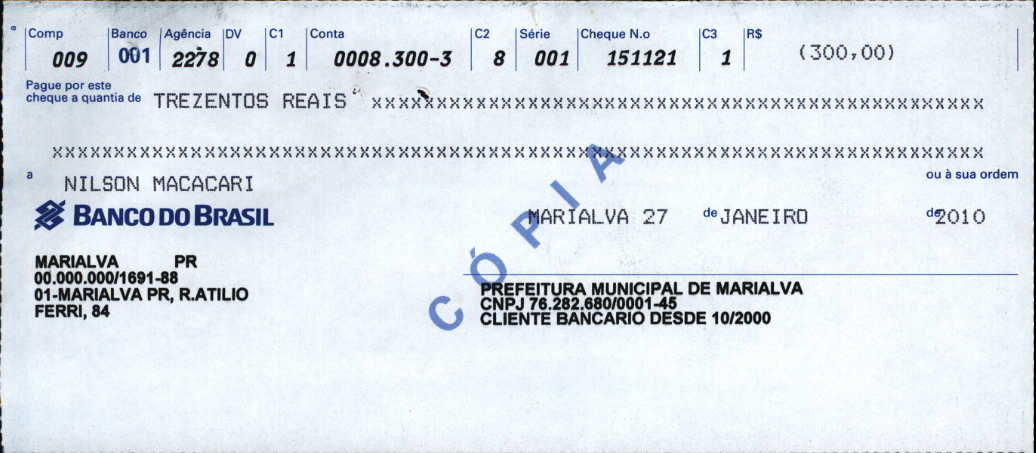 Comp Banco Agência DV C1 Conta C2 Série Cheque N.o C3 R$
009 001 2278 0 1 0008.300-3 8 001 151121 1 (300,00)
Pague por este
cheque a quantia de TREZENTOS REAIS xxxxxxxxxxxxxxxxxxxxxxxxxxxxxxxxxxxxxxxxxxxxxxxxxxxxxxxxxxxxxx
xxxxxxxxxxxxxxxxxxxxxxxxxxxxxxxxxxxxxxxxxxxxxxxxxxxxxxxxxxxxxxxxxxxxxxxxxxxxxxxxxxxxx
a NILSON MACACARI ou à sua ordem
BANCO DO BRASIL MARIALVA 27 de JANEIRO de 2010
CÓPIA
MARIALVA PR
00.000.000/1691-88
01-MARIALVA PR, R.ATILIO
FERRI, 84
PREFEITURA MUNICIPAL DE MARIALVA
CNPJ 76.282.680/0001-45
CLIENTE BANCARIO DESDE 10/2000